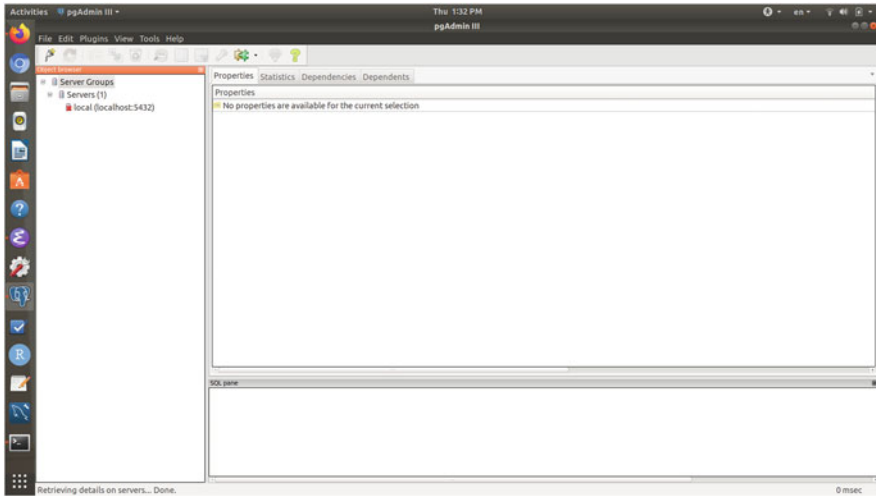 Activities pgAdmin III Thu 1:32 PM en
pgAdmin III
File Edit Plugins View Tools Help
Object browser
Server Groups
Servers (1)
local (localhost:5432)
Properties Statistics Dependencies Dependents
Properties
No properties are available for the current selection
SQL pane
Retrieving details on servers... Done. 0 msec